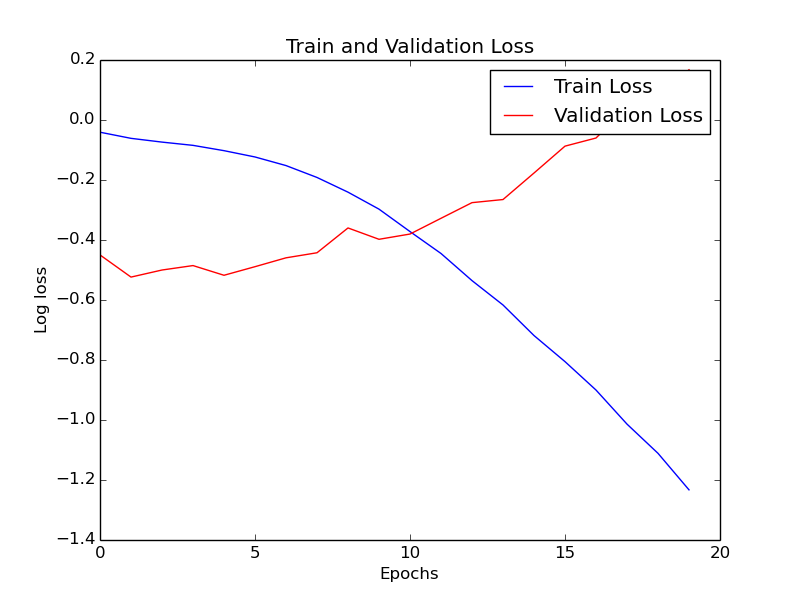 Train and Validation Loss
Train Loss
Validation Loss
0.2
0.0
−0.2
−0.4
−0.6
−0.8
−1.0
−1.2
−1.4
Log loss
0 5 10 15 20
Epochs